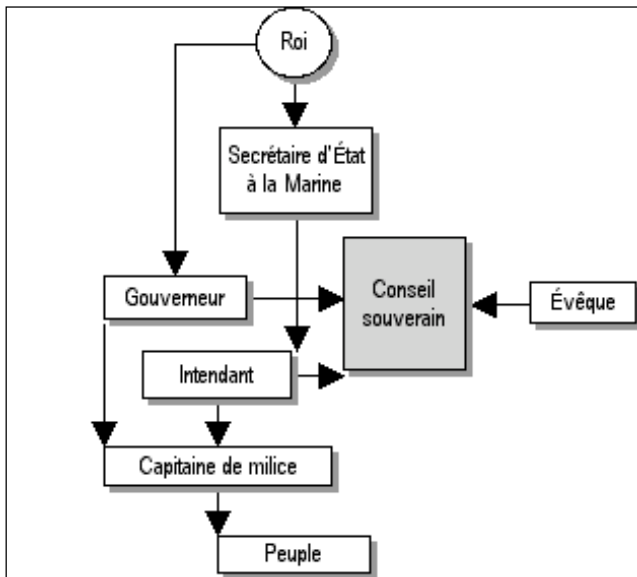 Roi
Secrétaire d'État
à la Marine
Gouverneur
Conseil
souverain
Évêque
Intendant
Capitaine de milice
Peuple